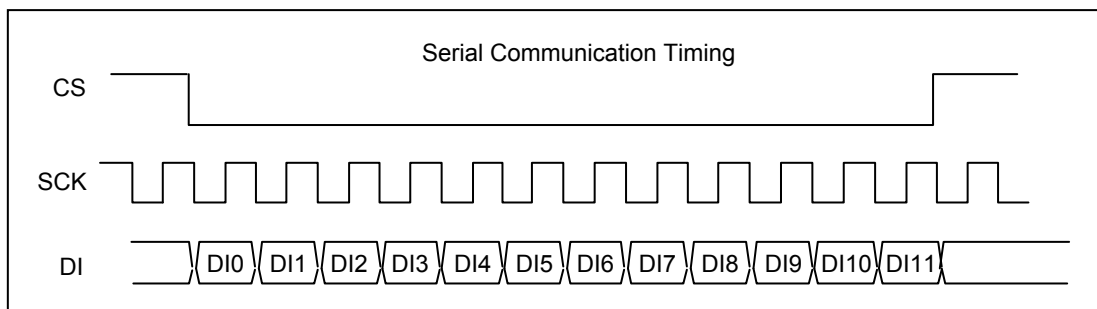 Serial Communication Timing
CS
SCK
DI
DI0 DI1 DI2 DI3 DI4 DI5 DI6 DI7 DI8 DI9 DI10 DI11